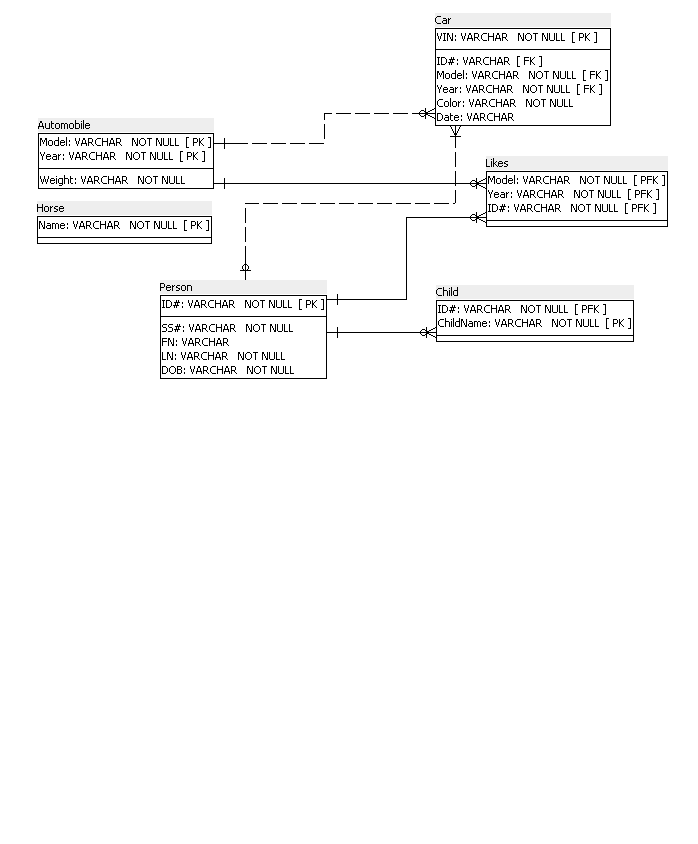 Car
VIN: VARCHAR NOT NULL [ PK ]
ID#: VARCHAR [ FK ]
Model: VARCHAR NOT NULL [ FK ]
Year: VARCHAR NOT NULL [ FK ]
Color: VARCHAR NOT NULL
Date: VARCHAR
Automobile
Model: VARCHAR NOT NULL [ PK ]
Year: VARCHAR NOT NULL [ PK ]
Weight: VARCHAR NOT NULL
Likes
Model: VARCHAR NOT NULL [ PFK ]
Year: VARCHAR NOT NULL [ PFK ]
ID#: VARCHAR NOT NULL [ PFK ]
Horse
Name: VARCHAR NOT NULL [ PK ]
Person
ID#: VARCHAR NOT NULL [ PK ]
SS#: VARCHAR NOT NULL
FN: VARCHAR
LN: VARCHAR NOT NULL
DOB: VARCHAR NOT NULL
Child
ID#: VARCHAR NOT NULL [ PFK ]
ChildName: VARCHAR NOT NULL [ PK ]